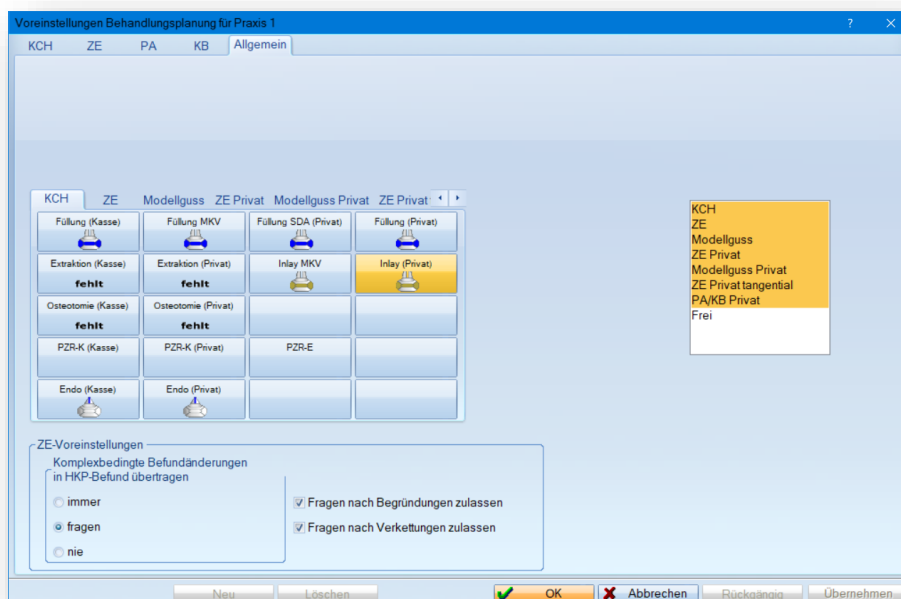 Voreinstellungen Behandlungsplanung für Praxis 1 ?
KCH ZE PA KB Allgemein
KCH ZE Modellguss ZE Privat Modellguss Privat ZE Privat
Füllung (Kasse) Füllung MKV Füllung SDA (Privat) Füllung (Privat)
Extraktion (Kasse) Extraktion (Privat) Inlay MKV Inlay (Privat)
fehlt fehlt
Osteotomie (Kasse) Osteotomie (Privat)
fehlt fehlt
PZR-K (Kasse) PZR-K (Privat) PZR-E
Endo (Kasse) Endo (Privat)
KCH
ZE
Modellguss
ZE Privat
Modellguss Privat
ZE Privat tangential
PA/KB Privat
Frei
ZE-Voreinstellungen
Komplexbedingte Befundänderungen
in HKP-Befund übertragen
immer
fragen
nie
Fragen nach Begründungen zulassen
Fragen nach Verkettungen zulassen
Neu Löschen OK Abbrechen Rückgängig Übernehmen